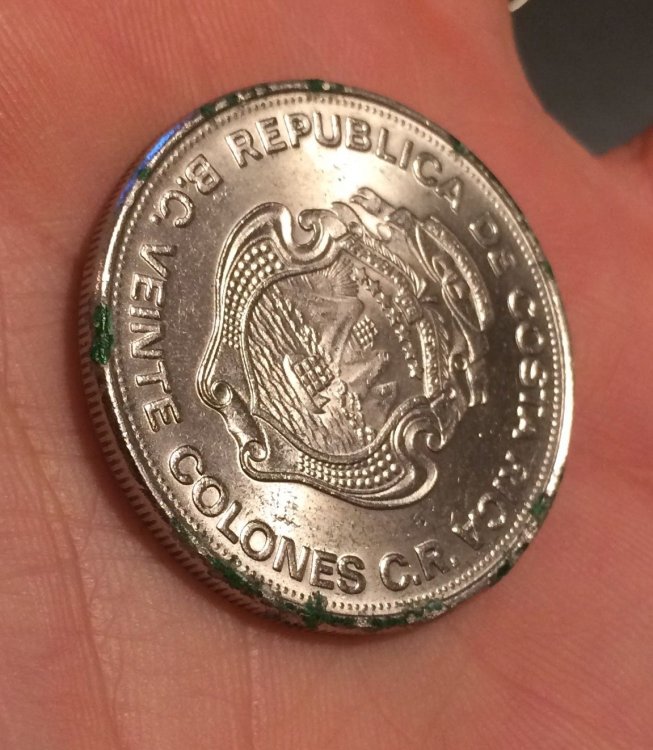 REPUBLICA DE COSTA RICA
B.C. VEINTE COLONES C.R.